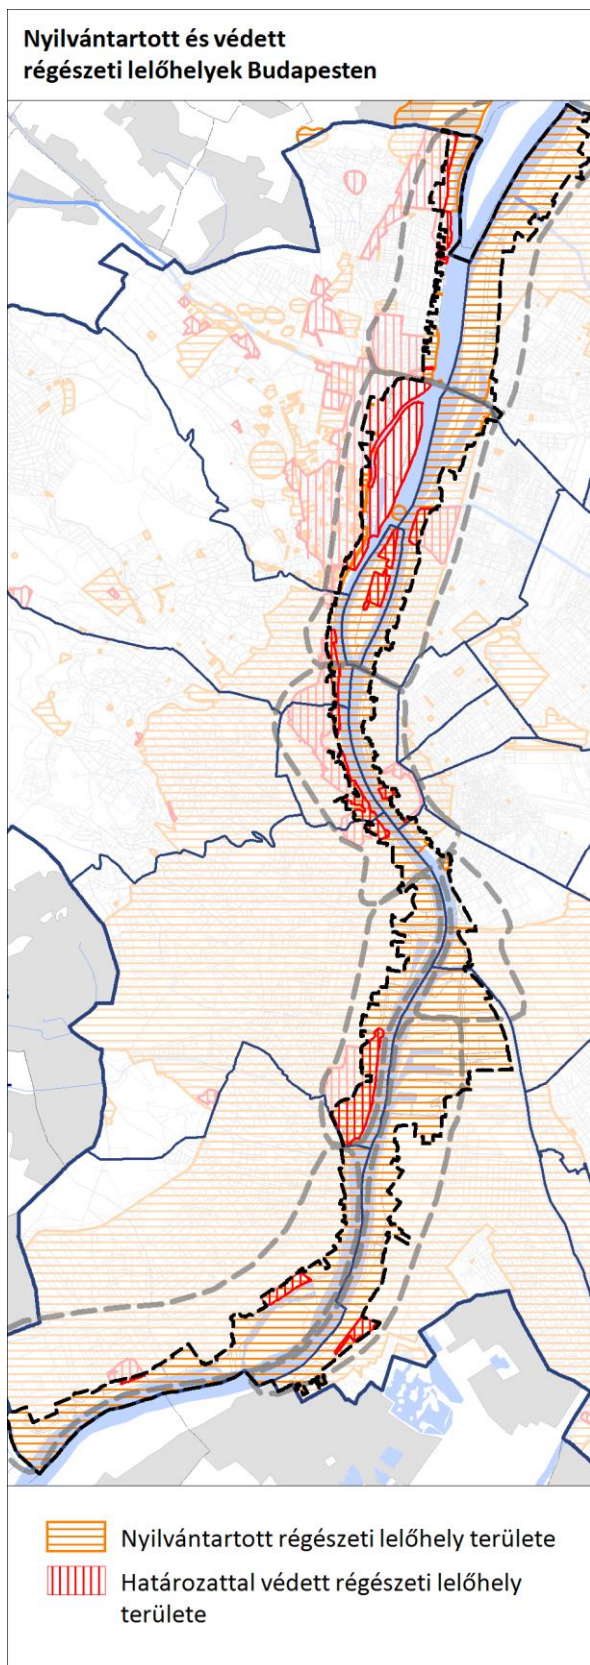 Nyilvántartott és védett
régészeti lelőhelyek Budapesten
Nyilvántartott régészeti lelőhely területe
Határozattal védett régészeti lelőhely
területe